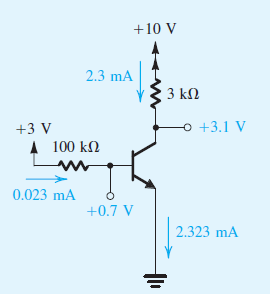 +10 V
2.3 mA
3 kΩ
+3 V
+3.1 V
100 kΩ
0.023 mA
+0.7 V
2.323 mA